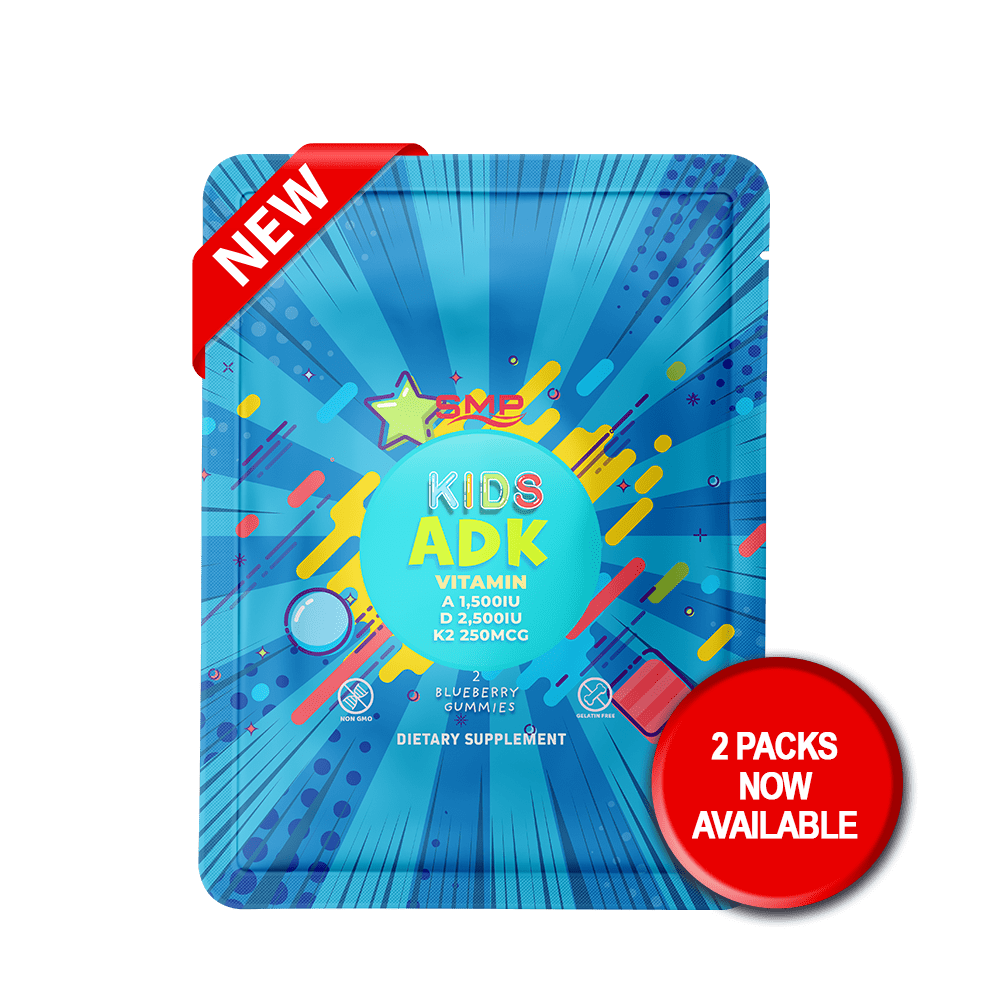 NEW
SMP
KIDS
ADK
VITAMIN
A 1,500IU
D 2,500IU
K2 250MCG
2
BLUEBERRY
GUMMIES
NON GMO
GELATIN FREE
DIETARY SUPPLEMENT
2 PACKS
NOW
AVAILABLE